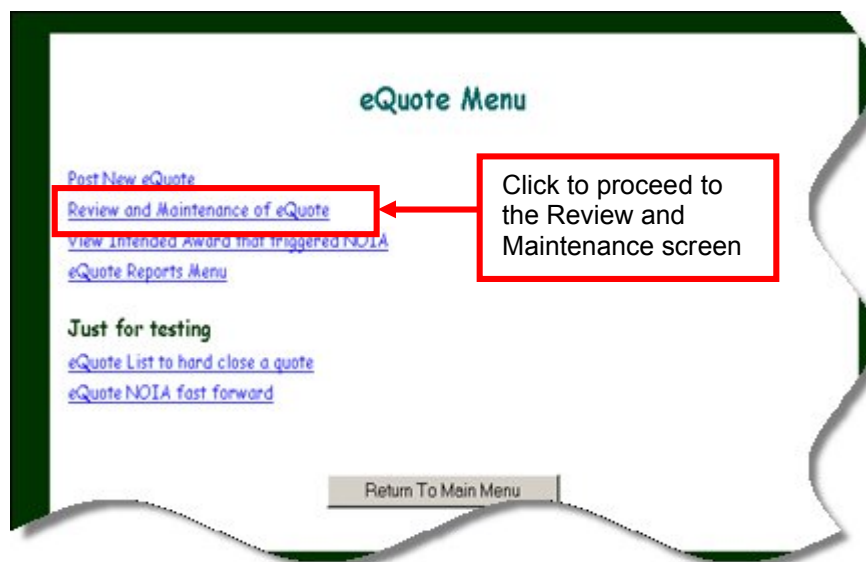 eQuote Menu
Post New eQuote
Review and Maintenance of eQuote
View Intended Award that triggered NOIA
eQuote Reports Menu
Click to proceed to
the Review and
Maintenance screen
Just for testing
eQuote List to hard close a quote
eQuote NOIA fast forward
Return To Main Menu